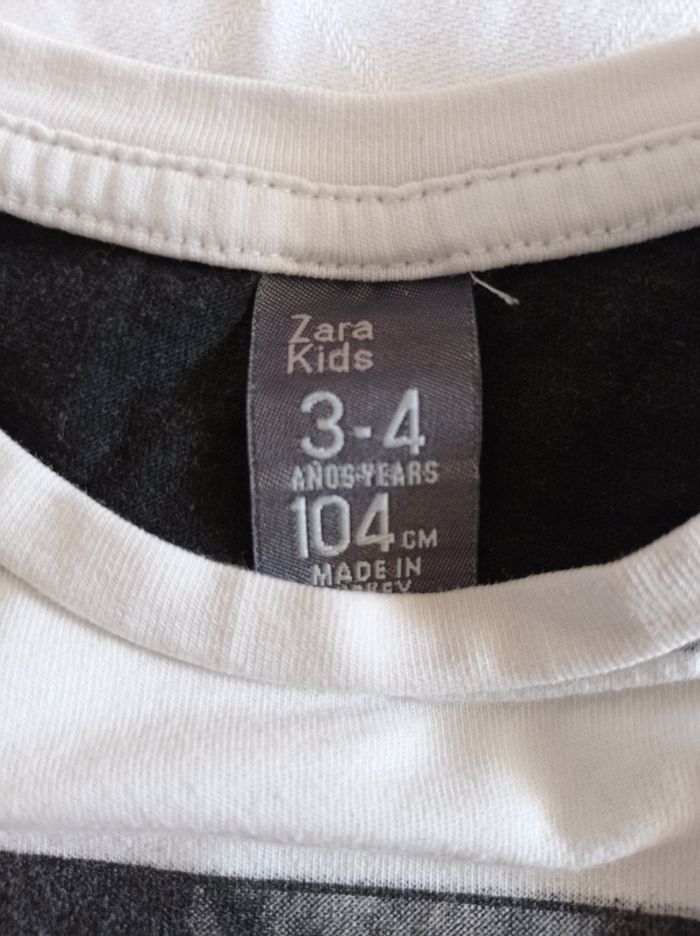 Zara
Kids
3-4
AÑOS-YEARS
104 CM
MADE IN